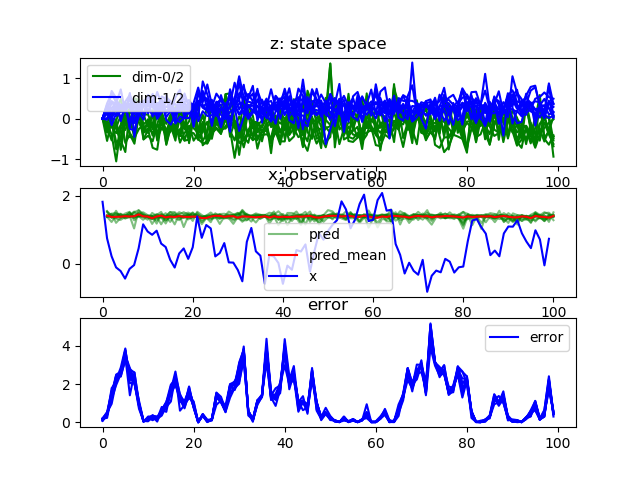 z: state space
1
0
−1
dim-0/2
dim-1/2
0 20 40 60 80 100
x: observation
2
0
pred
pred_mean
x
0 20 40 60 80 100
error
4
2
0
error
0 20 40 60 80 100